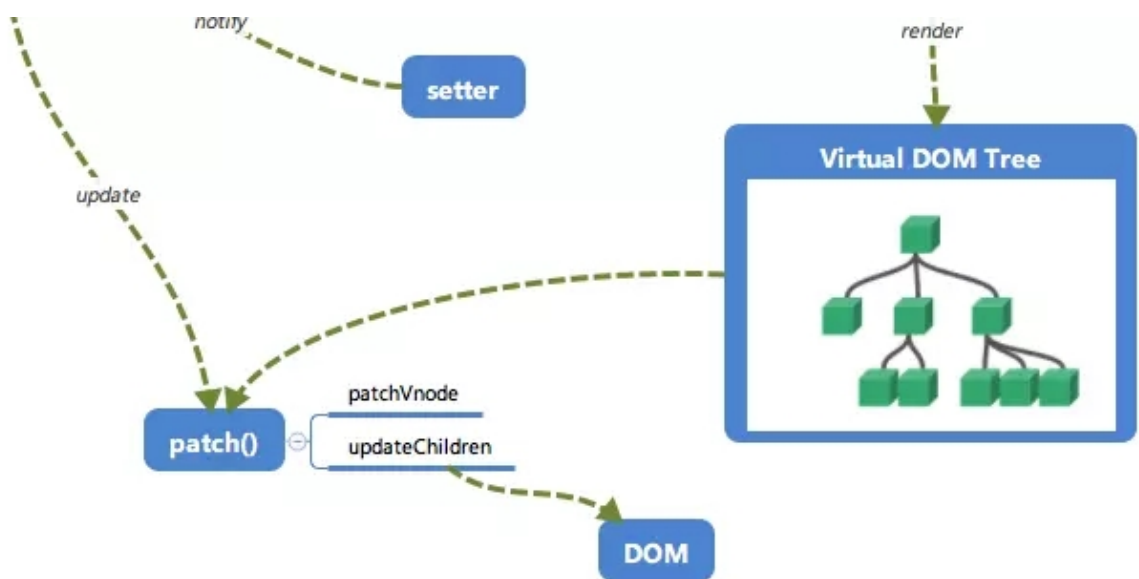 notify
render
setter
Virtual DOM Tree
update
patchVnode
patch()
updateChildren
DOM